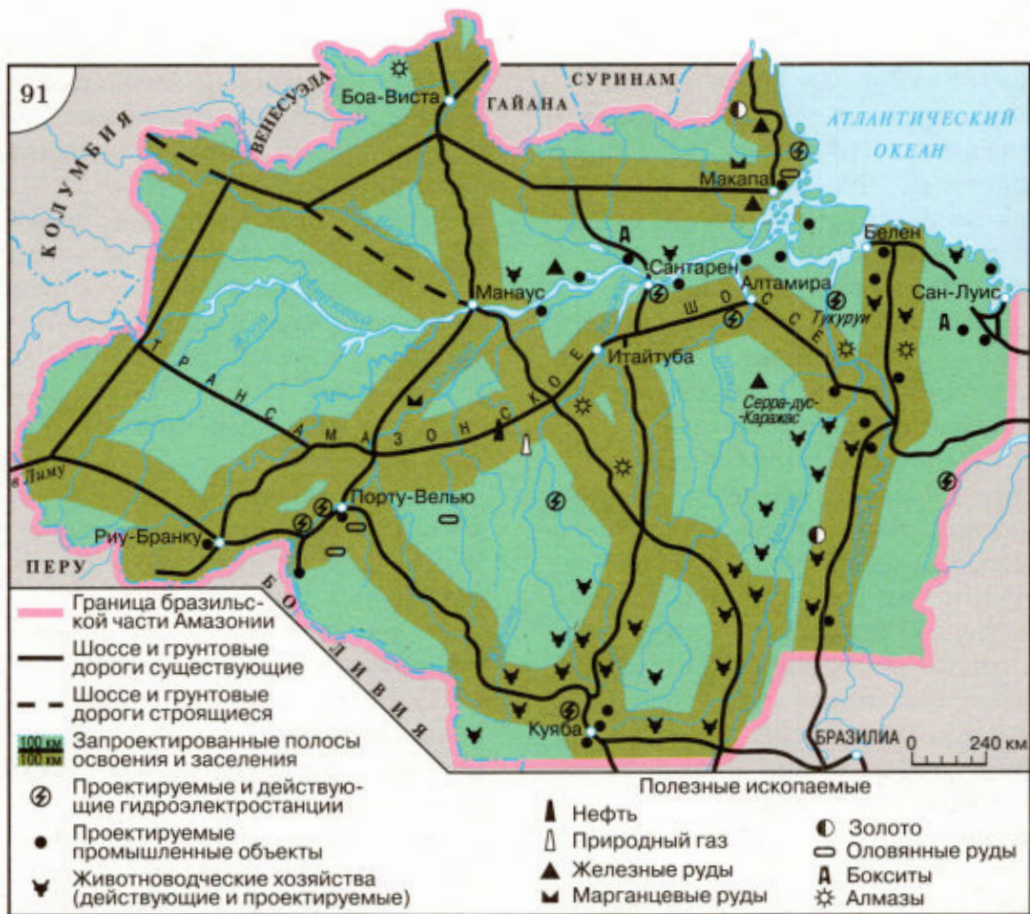 91
КОЛУМБИЯ
ВЕНЕСУЭЛА
Боа-Виста
ГАЙАНА
СУРИНАМ
АТЛАНТИЧЕСКИЙ
ОКЕАН
Макапа
Белен
Сантарен
Алтамира
Манаус
Сан-Луис
Тукуруи
Итайтуба
ТРАНСАМАЗОНСКОЕ ШОССЕ
Серра-дус-
Каражас
в Лиму
Порту-Велью
Риу-Бранку
ПЕРУ
БОЛИВИЯ
Куяба
БРАЗИЛИА
0 240 км
Граница бразильс-
кой части Амазонии
Шоссе и грунтовые
дороги существующие
Шоссе и грунтовые
дороги строящиеся
100 км
100 км
Запроектированные полосы
освоения и заселения
Проектируемые и действую-
щие гидроэлектростанции
Проектируемые
промышленные объекты
Животноводческие хозяйства
(действующие и проектируемые)
Полезные ископаемые
Нефть
Природный газ
Железные руды
Марганцевые руды
Золото
Оловянные руды
Бокситы
Алмазы